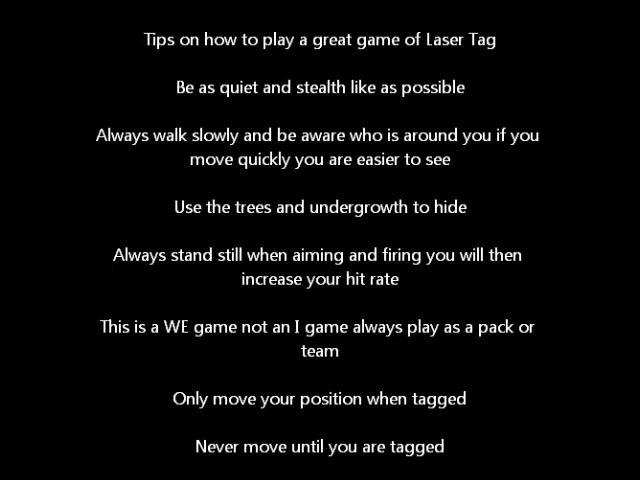 Tips on how to play a great game of Laser Tag
Be as quiet and stealth like as possible
Always walk slowly and be aware who is around you if you
move quickly you are easier to see
Use the trees and undergrowth to hide
Always stand still when aiming and firing you will then
increase your hit rate
This is a WE game not an I game always play as a pack or
team
Only move your position when tagged
Never move until you are tagged